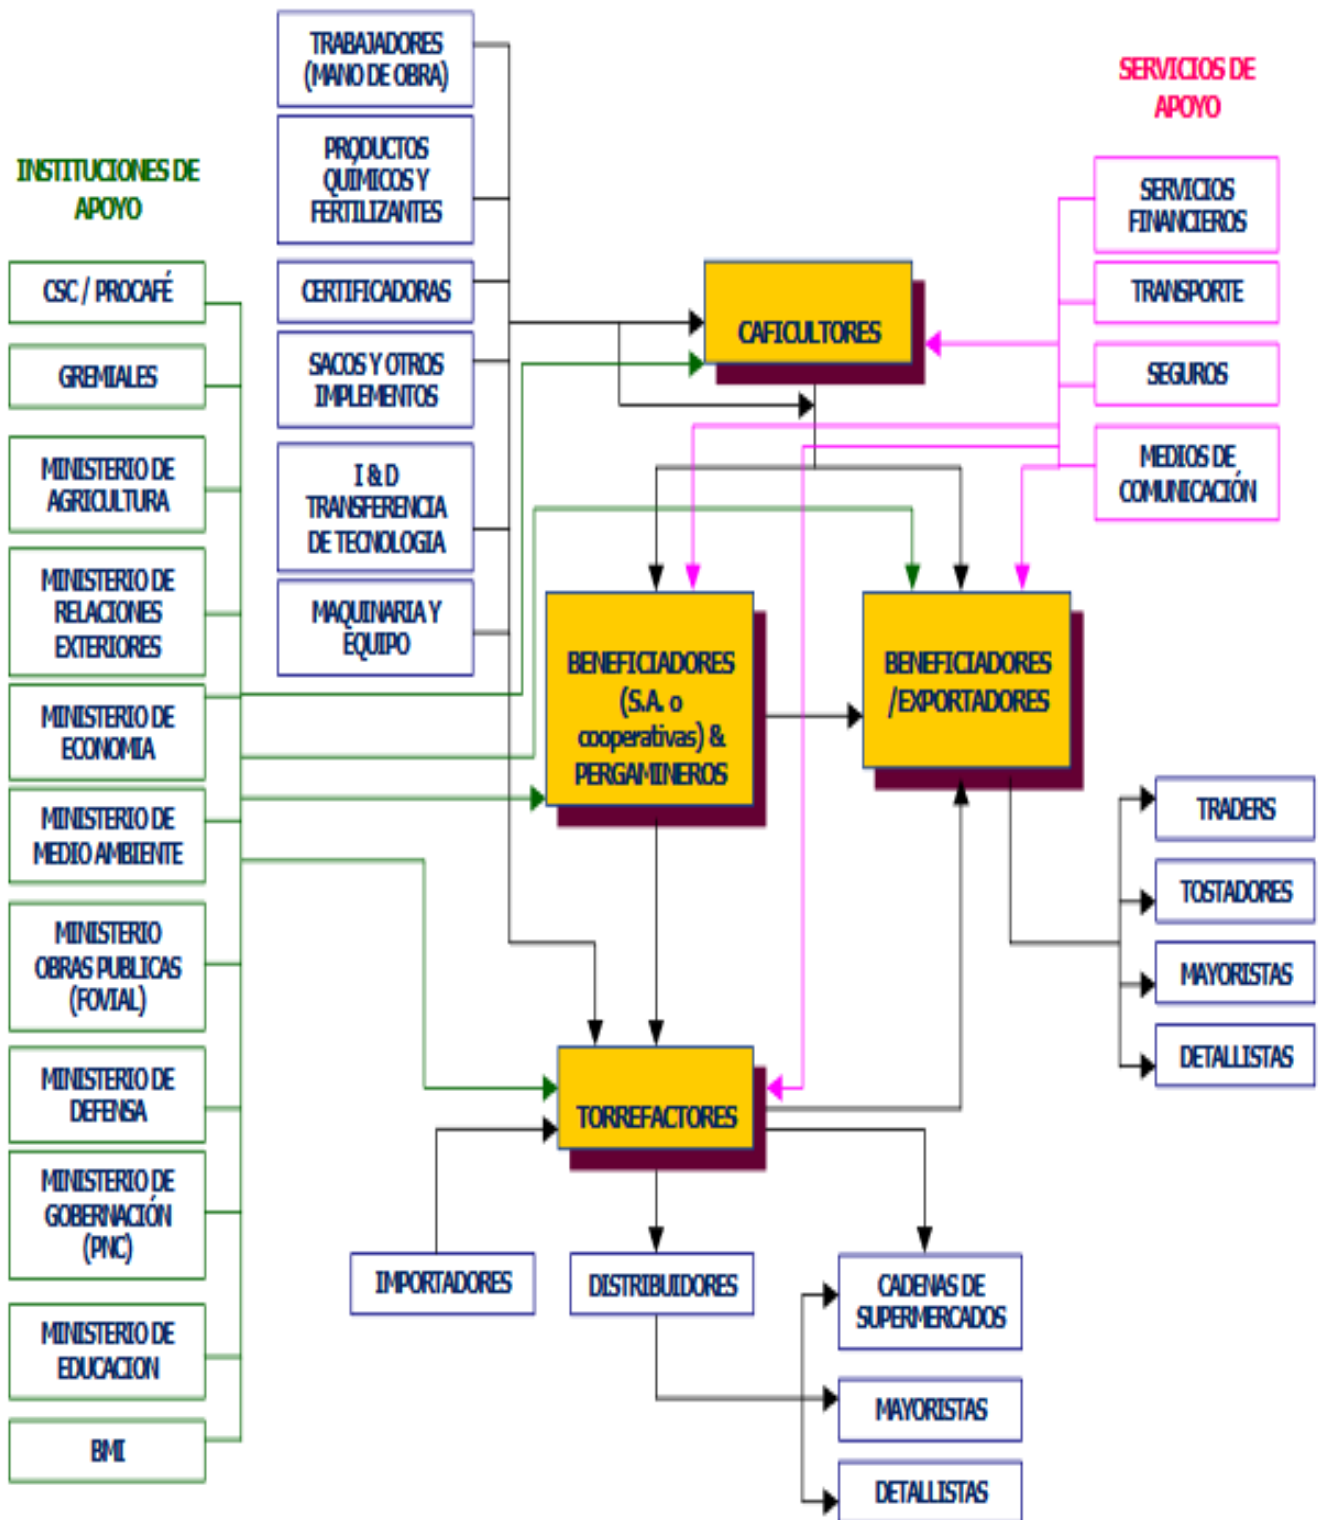 TRABAJADORES
(MANO DE OBRA)
PRODUCTOS
QUÍMICOS Y
FERTILIZANTES
CERTIFICADORAS
SACOS Y OTROS
IMPLEMENTOS
I & D
TRANSFERENCIA
DE TECNOLOGIA
MAQUINARIA Y
EQUIPO
INSTITUCIONES DE
APOYO
CSC / PROCAFÉ
GREMIALES
MINISTERIO DE
AGRICULTURA
MINISTERIO DE
RELACIONES
EXTERIORES
MINISTERIO DE
ECONOMIA
MINISTERIO DE
MEDIO AMBIENTE
MINISTERIO
OBRAS PUBLICAS
(FOVIAL)
MINISTERIO DE
DEFENSA
MINISTERIO DE
GOBERNACIÓN
(PNC)
MINISTERIO DE
EDUCACION
BMI
SERVICIOS DE
APOYO
SERVICIOS
FINANCIEROS
TRANSPORTE
SEGUROS
MEDIOS DE
COMUNICACIÓN
CAFICULTORES
BENEFICIADORES
(S.A. o
cooperativas) &
PERGAMINEROS
BENEFICIADORES
/EXPORTADORES
TRADERS
TOSTADORES
MAYORISTAS
DETALLISTAS
TORREFACTORES
IMPORTADORES
DISTRIBUIDORES
CADENAS DE
SUPERMERCADOS
MAYORISTAS
DETALLISTAS